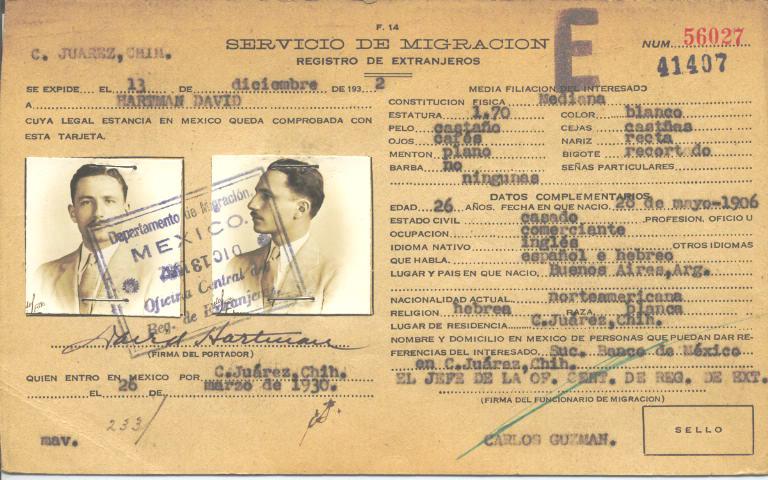 F. 14
SERVICIO DE MIGRACION
REGISTRO DE EXTRANJEROS
C. JUAREZ, CHIH.
E
NUM. 56027
41407
SE EXPIDE EL 13 DE diciembre DE 193 2
A HARTMAN DAVID
CUYA LEGAL ESTANCIA EN MEXICO QUEDA COMPROBADA CON
ESTA TARJETA.
Departamento de Migración.
MEXICO.
DIC 13
Oficina Central del
Reg. de Extranjeros
David Hartman
(FIRMA DEL PORTADOR)
QUIEN ENTRO EN MEXICO POR C.Juárez,Chih.
EL 26 DE marzo de 1930.
233
mav.
MEDIA FILIACION DEL INTERESADO
CONSTITUCION FISICA Mediana
ESTATURA 1.70 COLOR blanco
PELO castaño CEJAS castñas
OJOS cafés NARIZ recta
MENTON plano BIGOTE recort do
BARBA no SEÑAS PARTICULARES
ningunas
DATOS COMPLEMENTARIOS
EDAD 26 AÑOS. FECHA EN QUE NACIO 28 de mayo-1906
ESTADO CIVIL casado PROFESION, OFICIO U
OCUPACION comerciante
IDIOMA NATIVO inglés OTROS IDIOMAS
QUE HABLA. español e hebreo
LUGAR Y PAIS EN QUE NACIO, Buenos Aires,Arg.
NACIONALIDAD ACTUAL norteamericana
RELIGION hebrea RAZA blanca
LUGAR DE RESIDENCIA C.Juárez,Chih.
NOMBRE Y DOMICILIO EN MEXICO DE PERSONAS QUE PUEDAN DAR RE-
FERENCIAS DEL INTERESADO. Suc. Banco de México
en C.Juárez,Chih.
EL JEFE DE LA OF. CENT. DE REG. DE EXT.
(FIRMA DEL FUNCIONARIO DE MIGRACION)
CARLOS GUZMAN.
SELLO